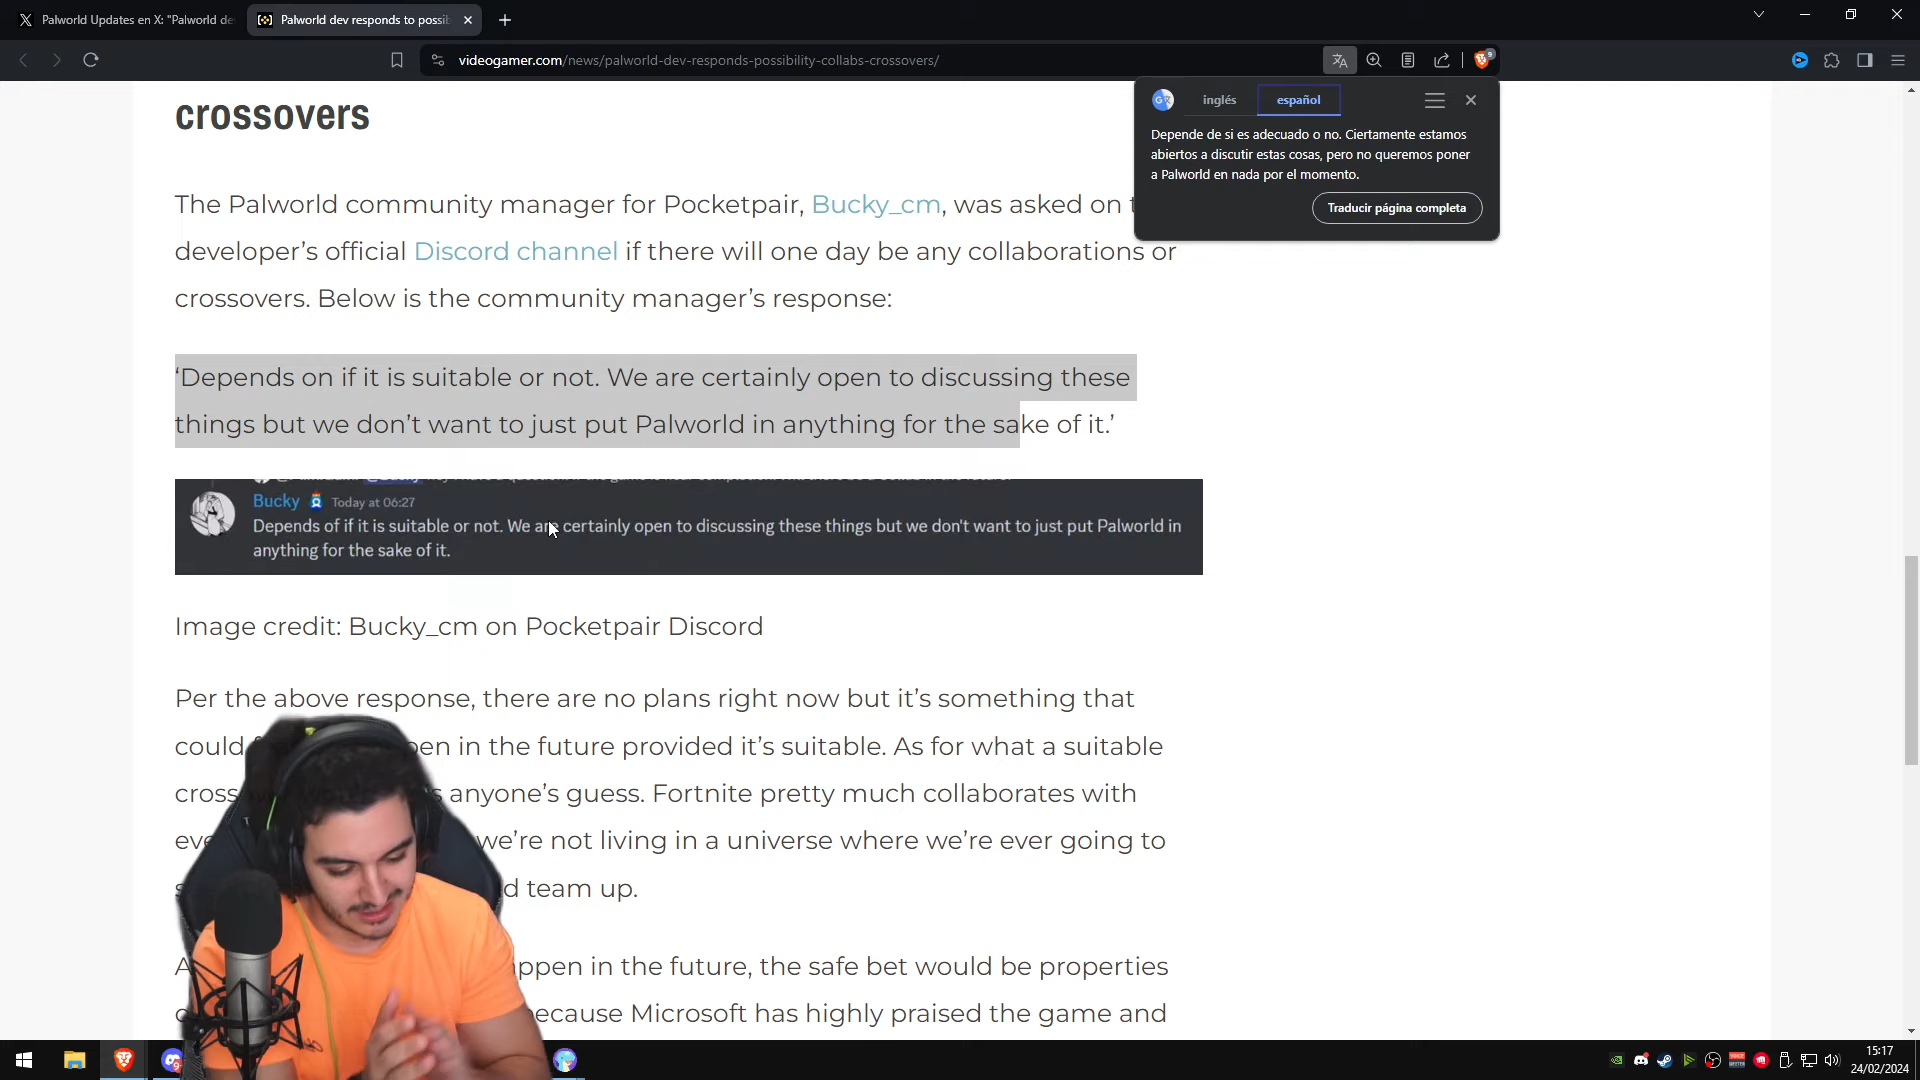 Palworld Updates en X: "Palworld de
Palworld dev responds to possib
videogamer.com/news/palworld-dev-responds-possibility-collabs-crossovers/
inglés español
Depende de si es adecuado o no. Ciertamente estamos
abiertos a discutir estas cosas, pero no queremos poner
a Palworld en nada por el momento.
Traducir página completa
crossovers
The Palworld community manager for Pocketpair, Bucky_cm, was asked on
developer’s official Discord channel if there will one day be any collaborations or
crossovers. Below is the community manager’s response:
‘Depends on if it is suitable or not. We are certainly open to discussing these
things but we don’t want to just put Palworld in anything for the sake of it.’
Bucky Today at 06:27
Depends of if it is suitable or not. We are certainly open to discussing these things but we don't want to just put Palworld in
anything for the sake of it.
Image credit: Bucky_cm on Pocketpair Discord
Per the above response, there are no plans right now but it’s something that
could pen in the future provided it’s suitable. As for what a suitable
cross s anyone’s guess. Fortnite pretty much collaborates with
eve we’re not living in a universe where we’re ever going to
d team up.
A appen in the future, the safe bet would be properties
because Microsoft has highly praised the game and
15:17
24/02/2024